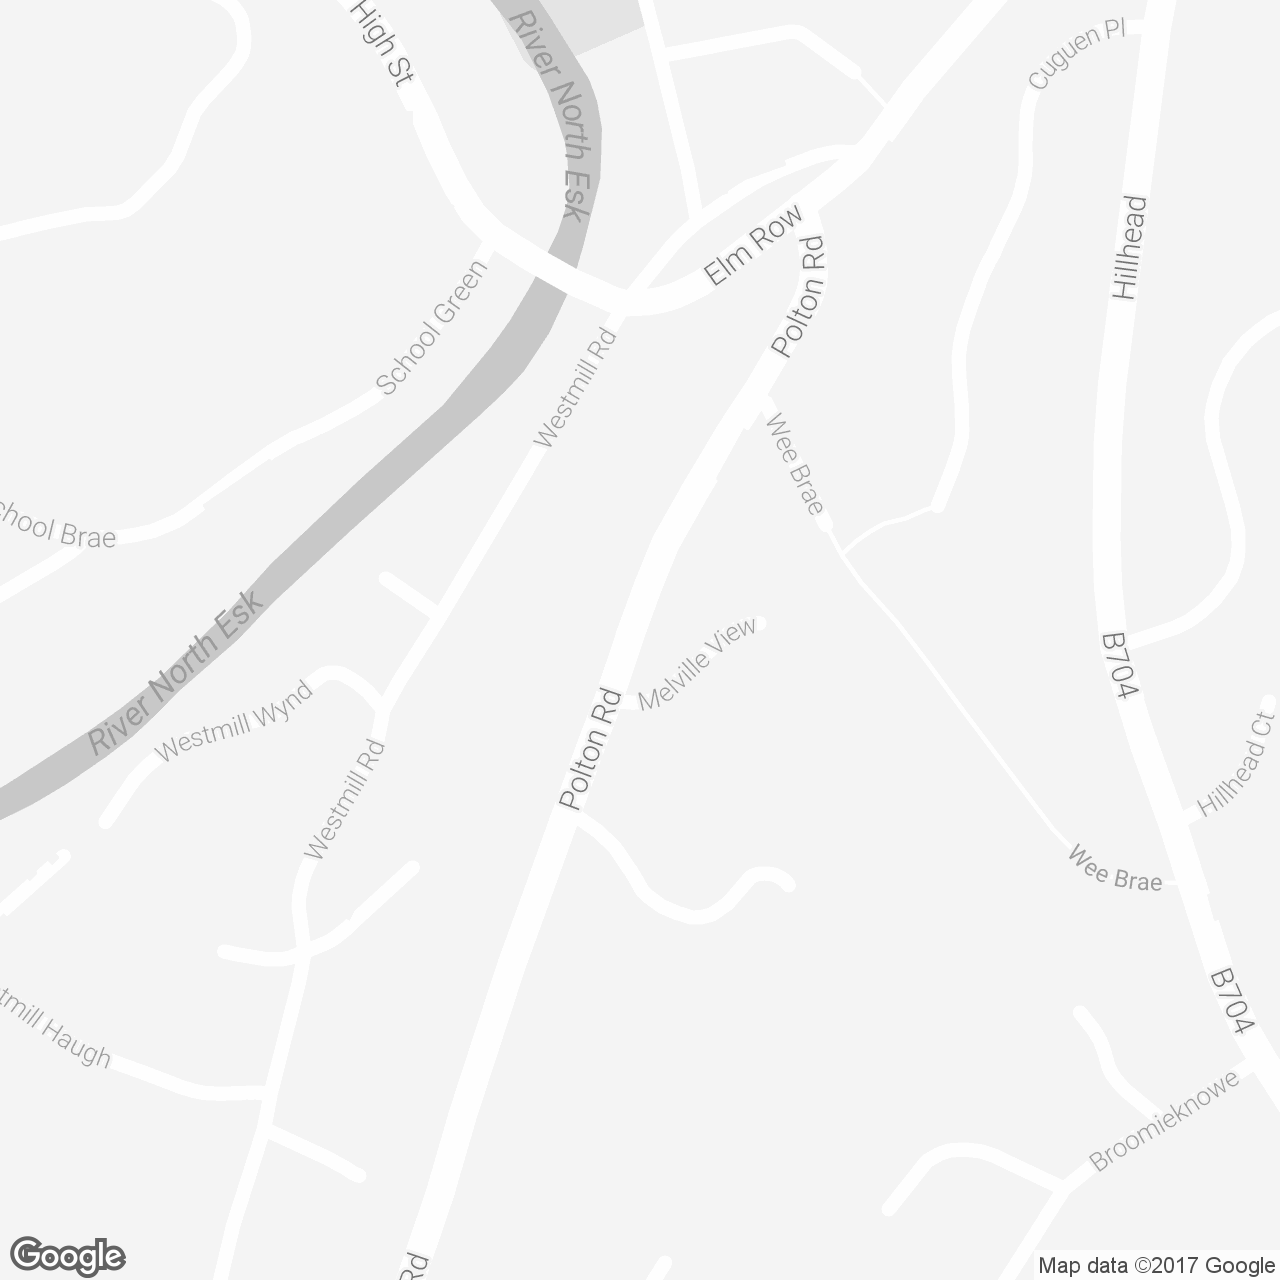 High St
River North Esk
Cuguen Pl
Hillhead
Elm Row
Polton Rd
School Green
Westmill Rd
Wee Brae
chool Brae
River North Esk
Melville View
B704
Westmill Wynd
Polton Rd
Hillhead Ct
Westmill Rd
Wee Brae
B704
tmill Haugh
Broomieknowe
Rd
Google
Map data ©2017 Google